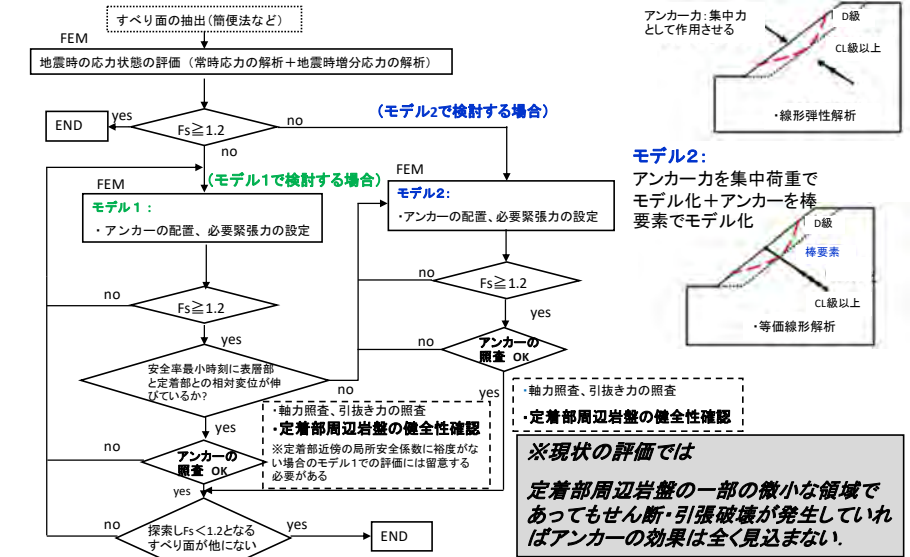 すべり面の抽出(簡便法など)
FEM
地震時の応力状態の評価（常時応力の解析＋地震時増分応力の解析）
END
yes
Fs≧1.2
no
(モデル2で検討する場合)
no
(モデル1で検討する場合)
FEM
モデル１：
・アンカーの配置、必要緊張力の設定
FEM
モデル2:
・アンカーの配置、必要緊張力の設定
no
Fs≧1.2
yes
no
Fs≧1.2
yes
no
アンカーの
照査 OK
yes
安全率最小時刻に表層部
と定着部との相対変位が伸
びているか？
no
yes
・軸力照査、引抜き力の照査
・定着部周辺岩盤の健全性確認
※定着部近傍の局所安全係数に裕度がな
い場合のモデル1での評価には留意する
必要がある
・軸力照査、引抜き力の照査
・定着部周辺岩盤の健全性確認
no
アンカーの
照査 OK
yes
no
探索しFs＜1.2となる
すべり面が他にない
yes
END
アンカー力：集中力
として作用させる
D級
CL級以上
・線形弾性解析
モデル２：
アンカー力を集中荷重で
モデル化＋アンカーを棒
要素でモデル化
D級
棒要素
CL級以上
・等価線形解析
※現状の評価では
定着部周辺岩盤の一部の微小な領域で
あってもせん断・引張破壊が発生していれ
ばアンカーの効果は全く見込まない.